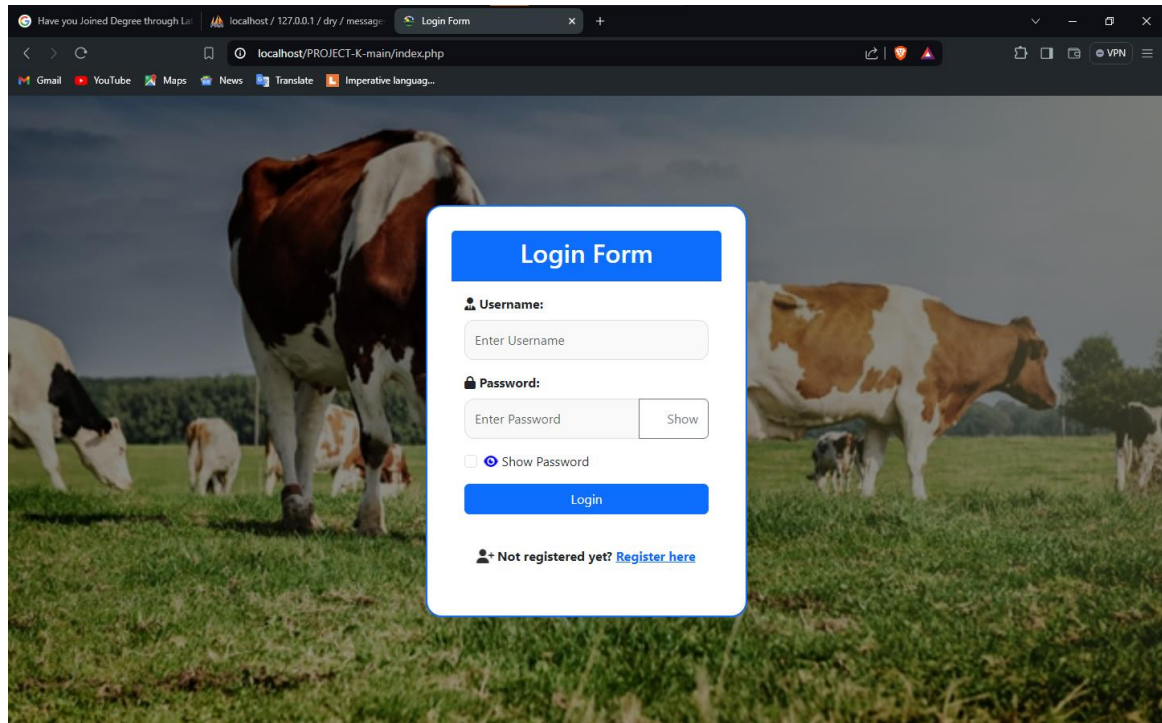 Have you Joined Degree through Lat
localhost / 127.0.0.1 / dry / message
Login Form
localhost/PROJECT-K-main/index.php
VPN
Gmail YouTube Maps News Translate Imperative languag...
Login Form
Username:
Enter Username
Password:
Enter Password Show
Show Password
Login
Not registered yet? Register here